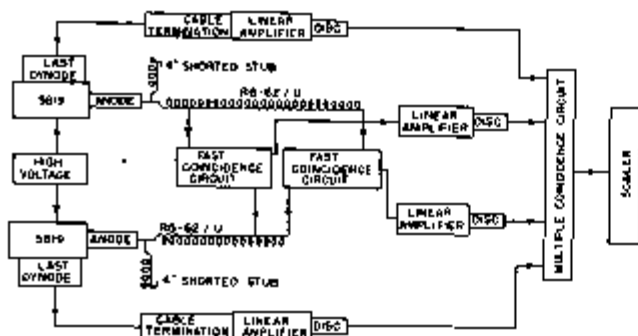 CABLE TERMINATION
LINEAR AMPLIFIER
DISC
LAST DYNODE
4" SHORTED STUB
5819
ANODE
RG-62 / U
LINEAR AMPLIFIER
DISC
HIGH VOLTAGE
FAST COINCIDENCE CIRCUIT
FAST COINCIDENCE CIRCUIT
MULTIPLE COINCIDENCE CIRCUIT
SCALER
RG-62 / U
5819
ANODE
LINEAR AMPLIFIER
DISC
LAST DYNODE
4" SHORTED STUB
CABLE TERMINATION
LINEAR AMPLIFIER
DISC